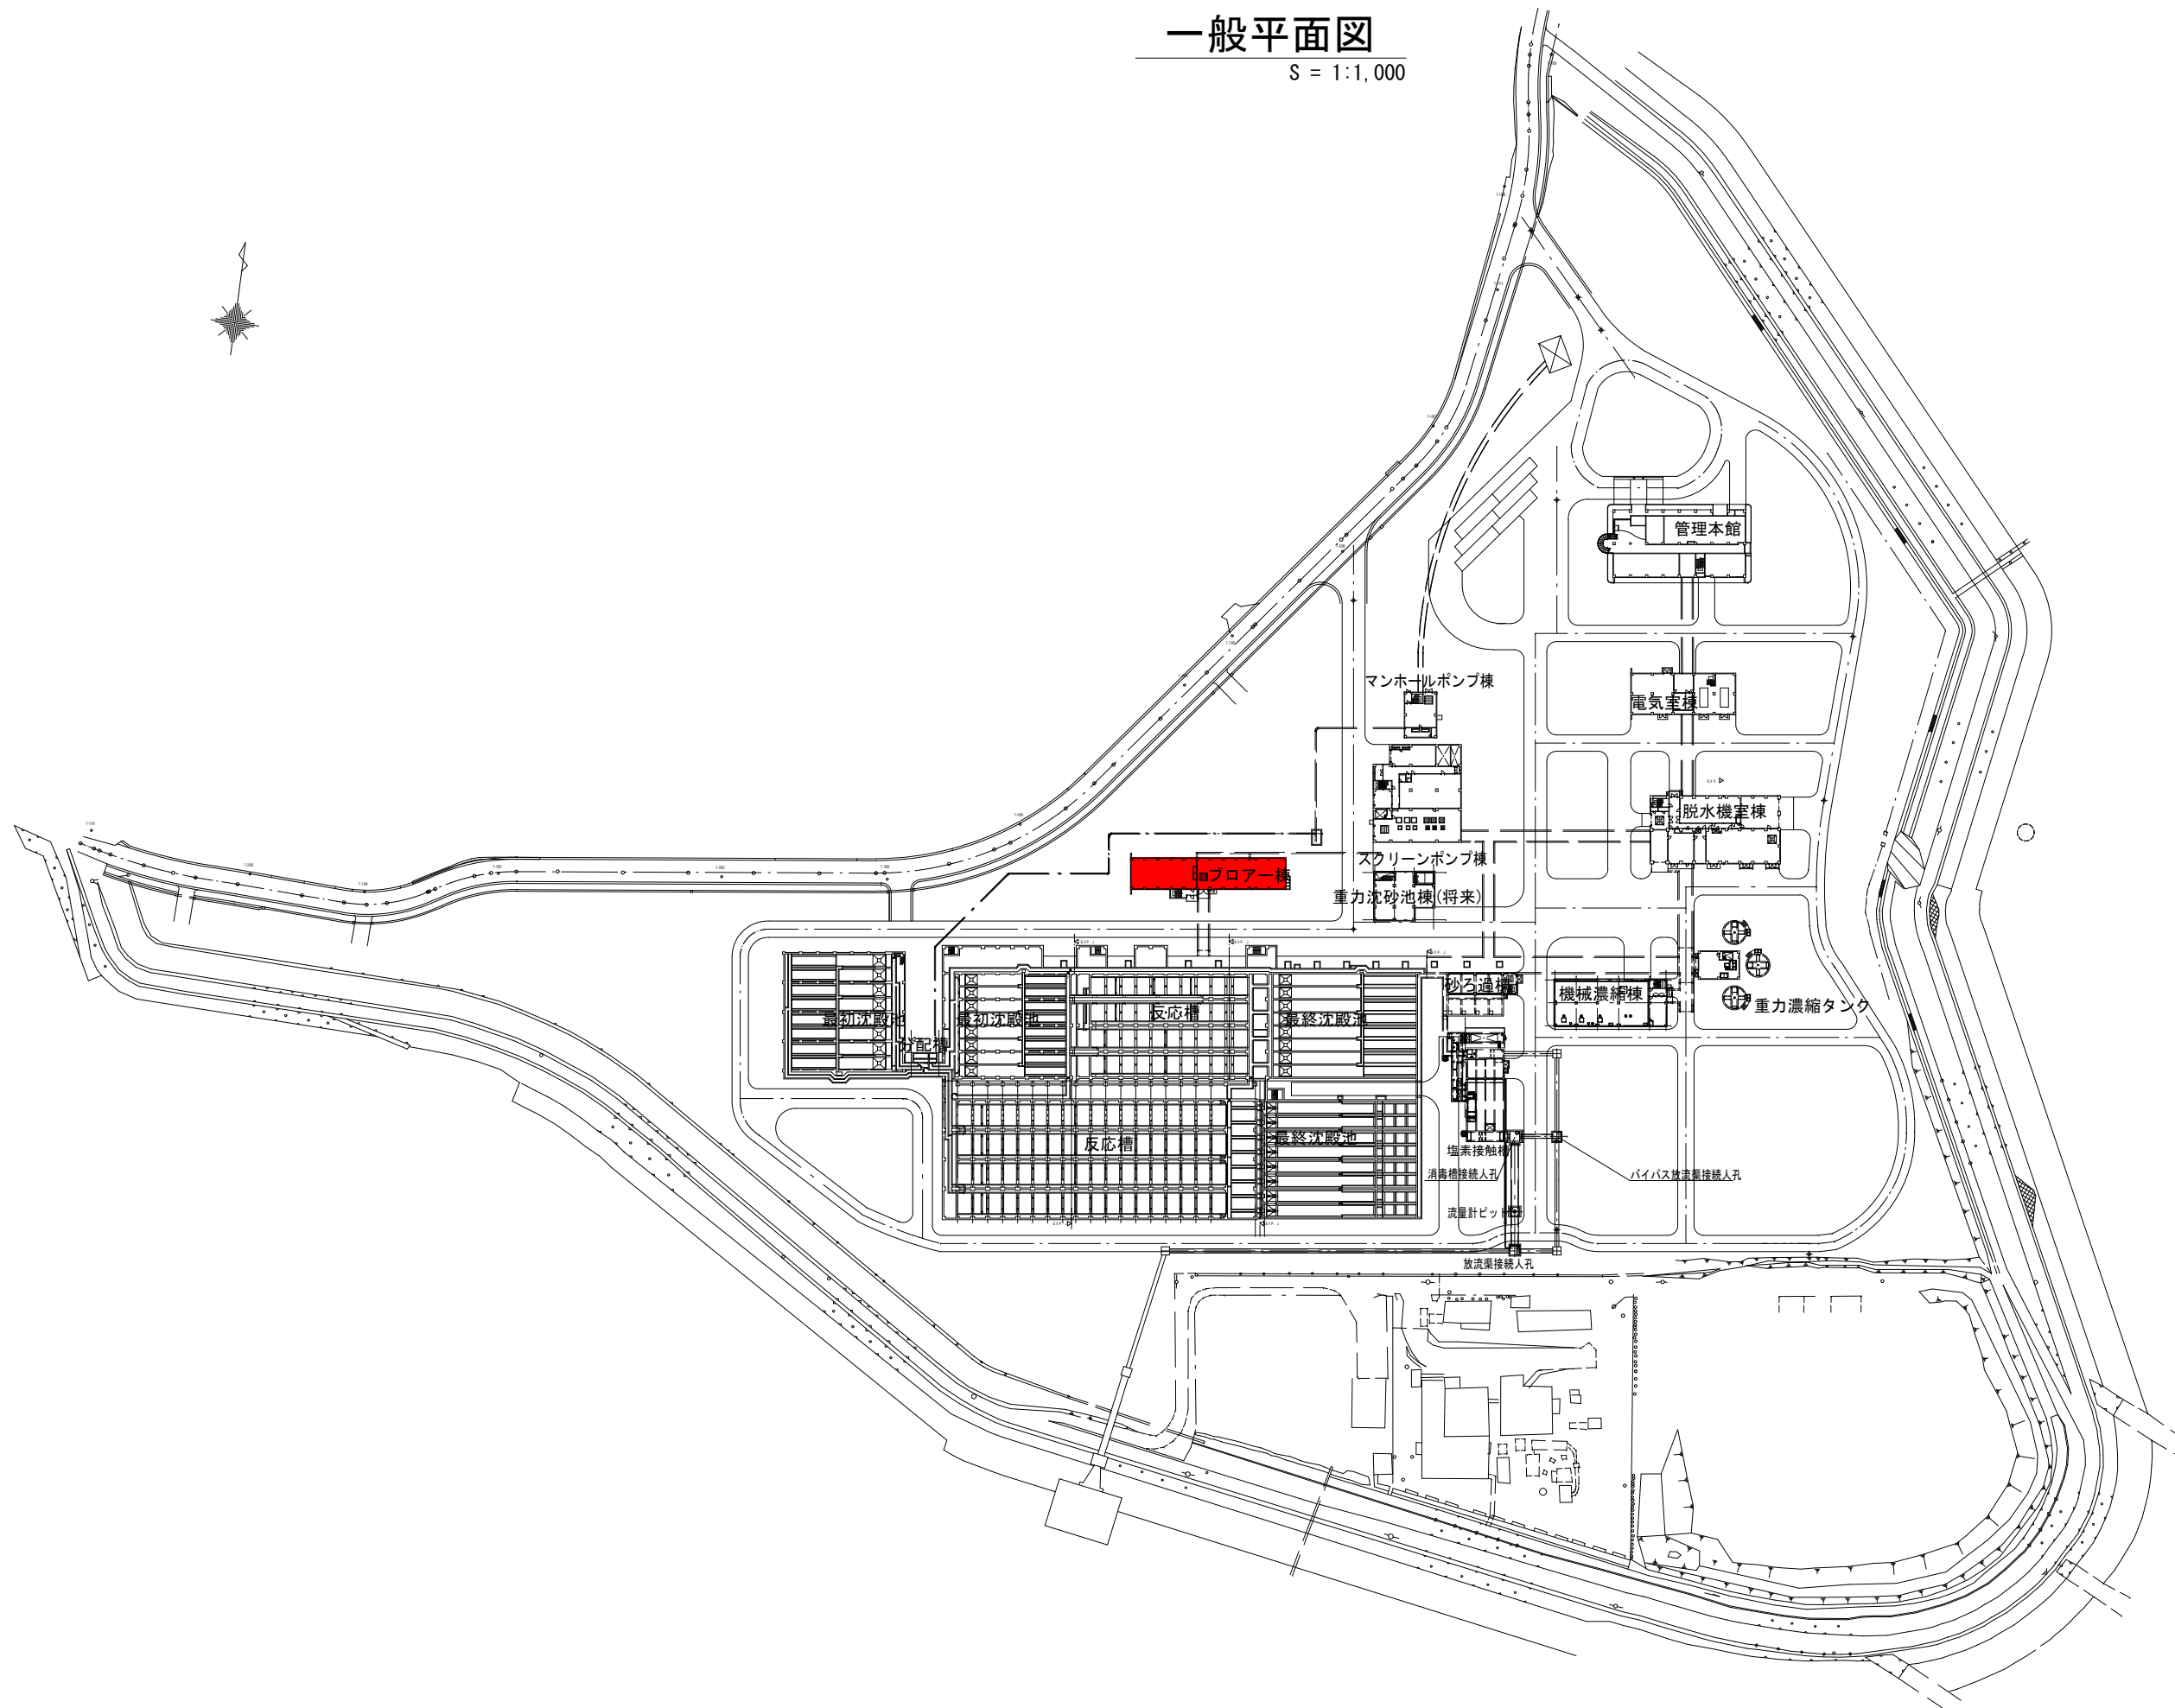 一般平面図
S = 1:1,000
管理本館
マンホールポンプ棟
電気室棟
脱水機室棟
スクリーンポンプ棟
ブロアー棟
重力沈砂池棟(将来)
砂ろ過棟
機械濃縮棟
重力濃縮タンク
最初沈殿池
最初沈殿池
反応槽
最終沈殿池
分配槽
反応槽
最終沈殿池
塩素接触槽
消毒槽接続人孔
バイパス放流渠接続人孔
流量計ピット
放流渠接続人孔